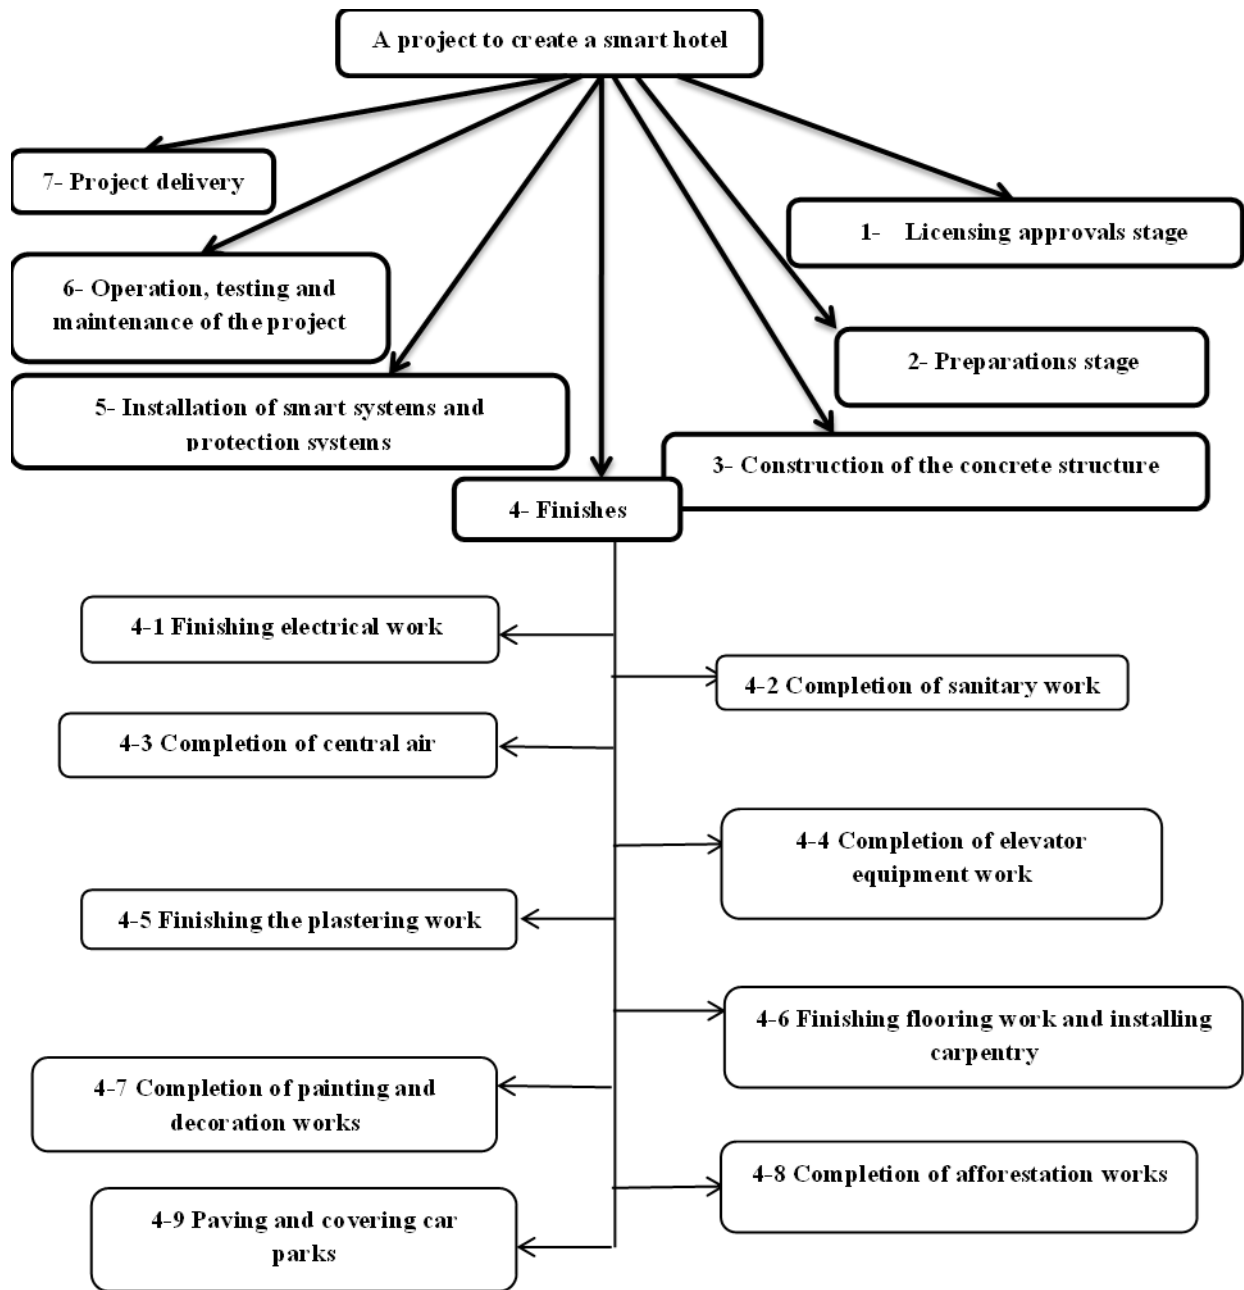 A project to create a smart hotel
7- Project delivery
1- Licensing approvals stage
6- Operation, testing and
maintenance of the project
2- Preparations stage
5- Installation of smart systems and
protection systems
3- Construction of the concrete structure
4- Finishes
4-1 Finishing electrical work
4-2 Completion of sanitary work
4-3 Completion of central air
4-4 Completion of elevator
equipment work
4-5 Finishing the plastering work
4-6 Finishing flooring work and installing
carpentry
4-7 Completion of painting and
decoration works
4-8 Completion of afforestation works
4-9 Paving and covering car
parks